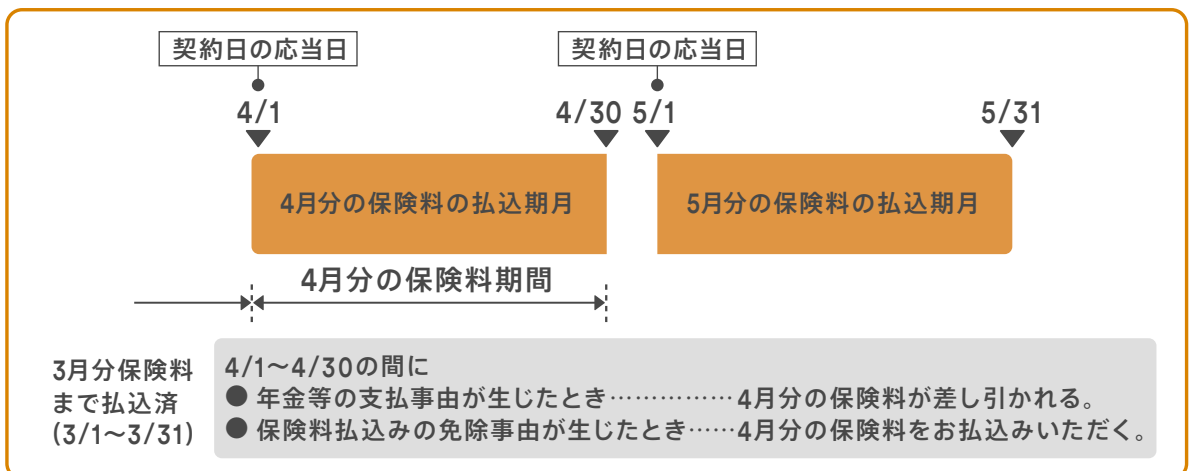 契約日の応当日 契約日の応当日
4/1 4/30 5/1 5/31
4月分の保険料の払込期月 5月分の保険料の払込期月
4月分の保険料期間
3月分保険料
まで払込済
(3/1〜3/31)
4/1〜4/30の間に
● 年金等の支払事由が生じたとき……………4月分の保険料が差し引かれる。
● 保険料払込みの免除事由が生じたとき……4月分の保険料をお払込みいただく。